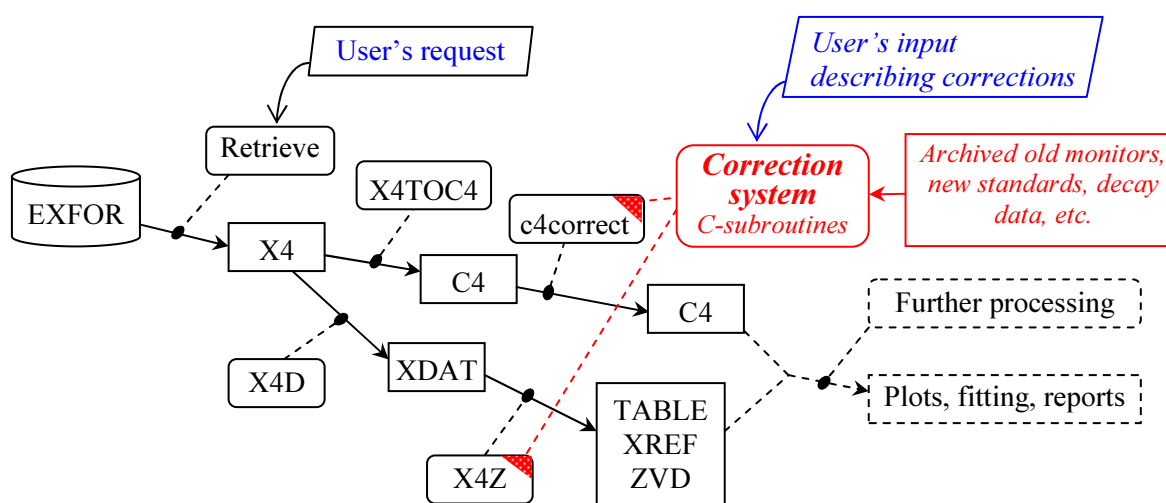 User's request
User's input
describing corrections
Retrieve
Correction
system
C-subroutines
Archived old monitors,
new standards, decay
data, etc.
EXFOR
X4TOC4
c4correct
X4
C4
C4
Further processing
X4D
XDAT
Plots, fitting, reports
TABLE
XREF
ZVD
X4Z